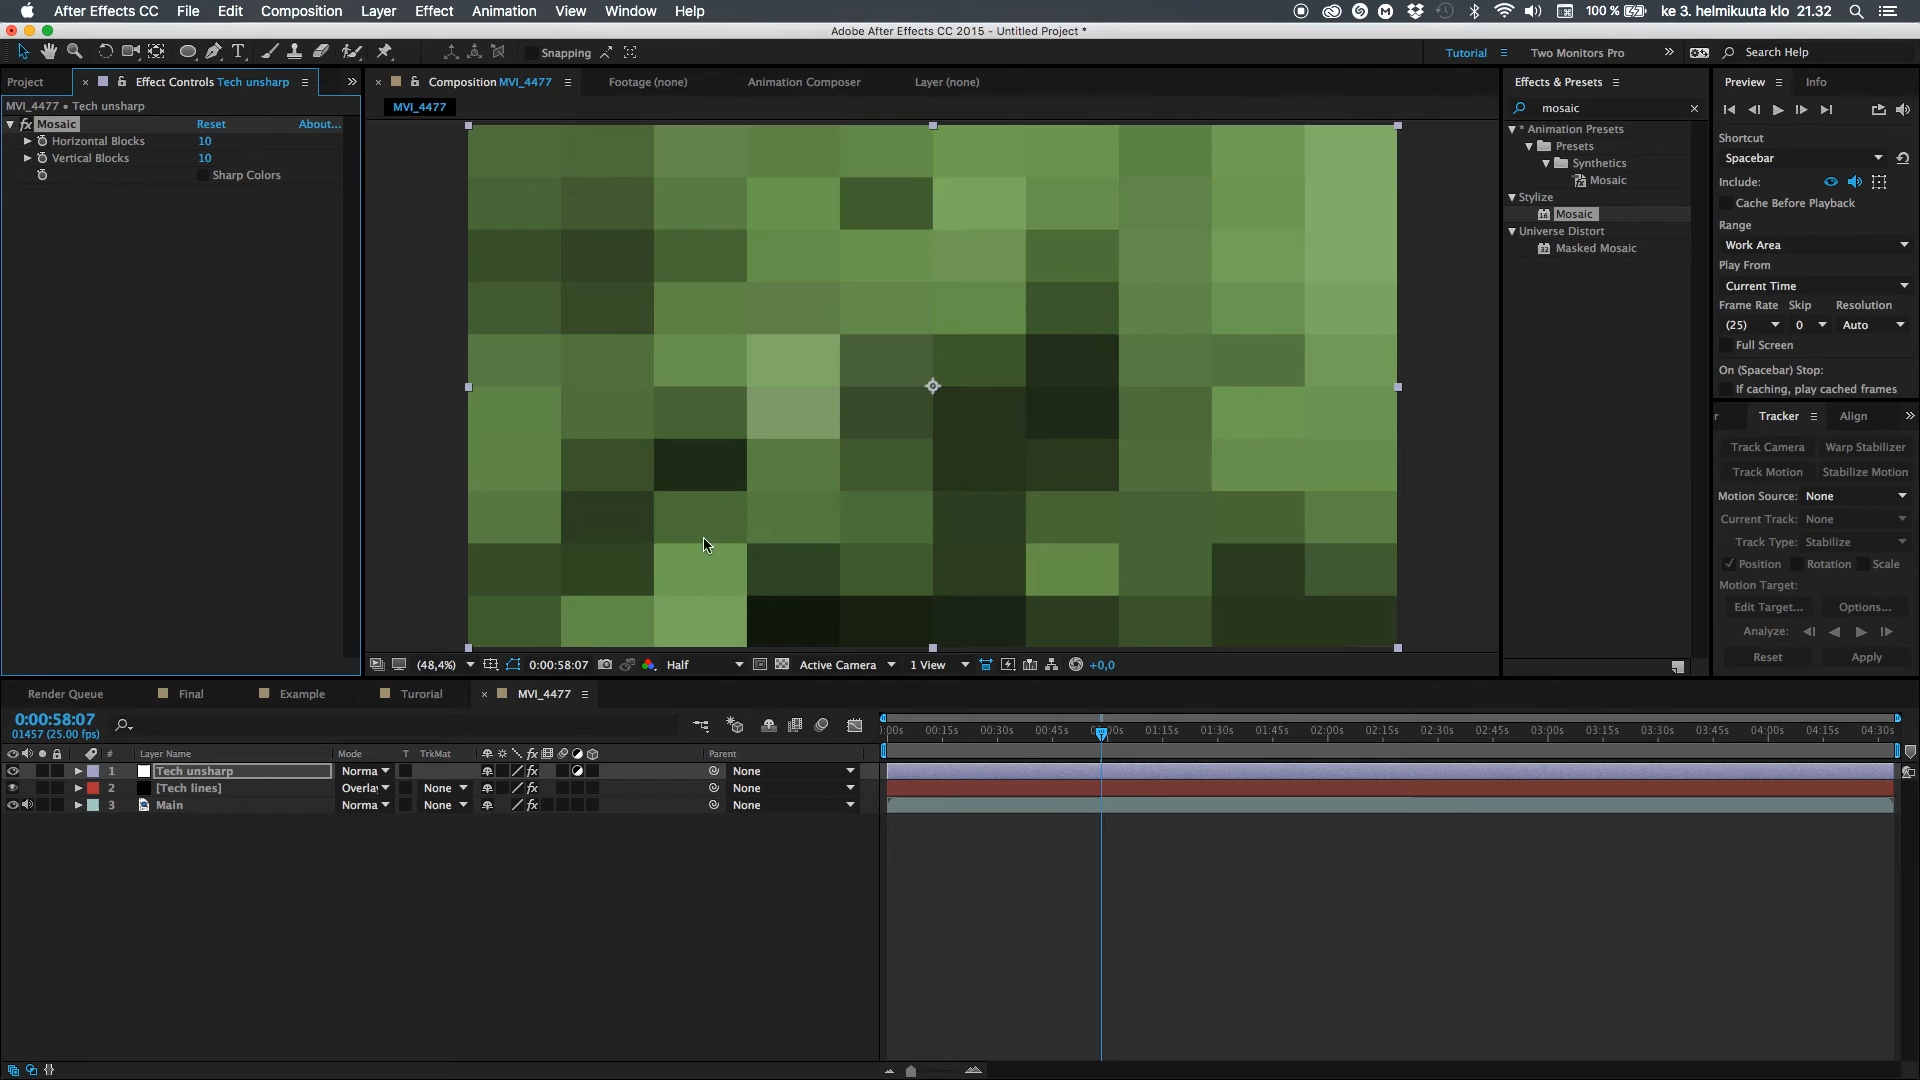 After Effects CC File Edit Composition Layer Effect Animation View Window Help 100 % ke 3. helmikuuta klo 21.32
Adobe After Effects CC 2015 - Untitled Project *
Snapping Tutorial Two Monitors Pro Search Help
Project Effect Controls Tech unsharp Composition MVI_4477 Footage (none) Animation Composer Layer (none) Effects & Presets Preview Info
MVI_4477 • Tech unsharp MVI_4477 mosaic
fx Mosaic Reset About...
Horizontal Blocks 10
Vertical Blocks 10
Sharp Colors
* Animation Presets
Presets
Synthetics
Mosaic
Stylize
Mosaic
Universe Distort
Masked Mosaic
Shortcut
Spacebar
Include:
Cache Before Playback
Range
Work Area
Play From
Current Time
Frame Rate Skip Resolution
(25) 0 Auto
Full Screen
On (Spacebar) Stop:
If caching, play cached frames
r Tracker Align
Track Camera Warp Stabilizer
Track Motion Stabilize Motion
Motion Source: None
Current Track: None
Track Type: Stabilize
Position Rotation Scale
Motion Target:
Edit Target... Options...
Analyze:
Reset Apply
(48,4%) 0:00:58:07 Half Active Camera 1 View +0,0
Render Queue Final Example Turorial MVI_4477
0:00:58:07
01457 (25.00 fps)
:00s 00:15s 00:30s 00:45s 01:00s 01:15s 01:30s 01:45s 02:00s 02:15s 02:30s 02:45s 03:00s 03:15s 03:30s 03:45s 04:00s 04:15s 04:30s
# Layer Name Mode T TrkMat fx Parent
1 Tech unsharp Norma fx None
2 [Tech lines] Overla None fx None
3 Main Norma None fx None